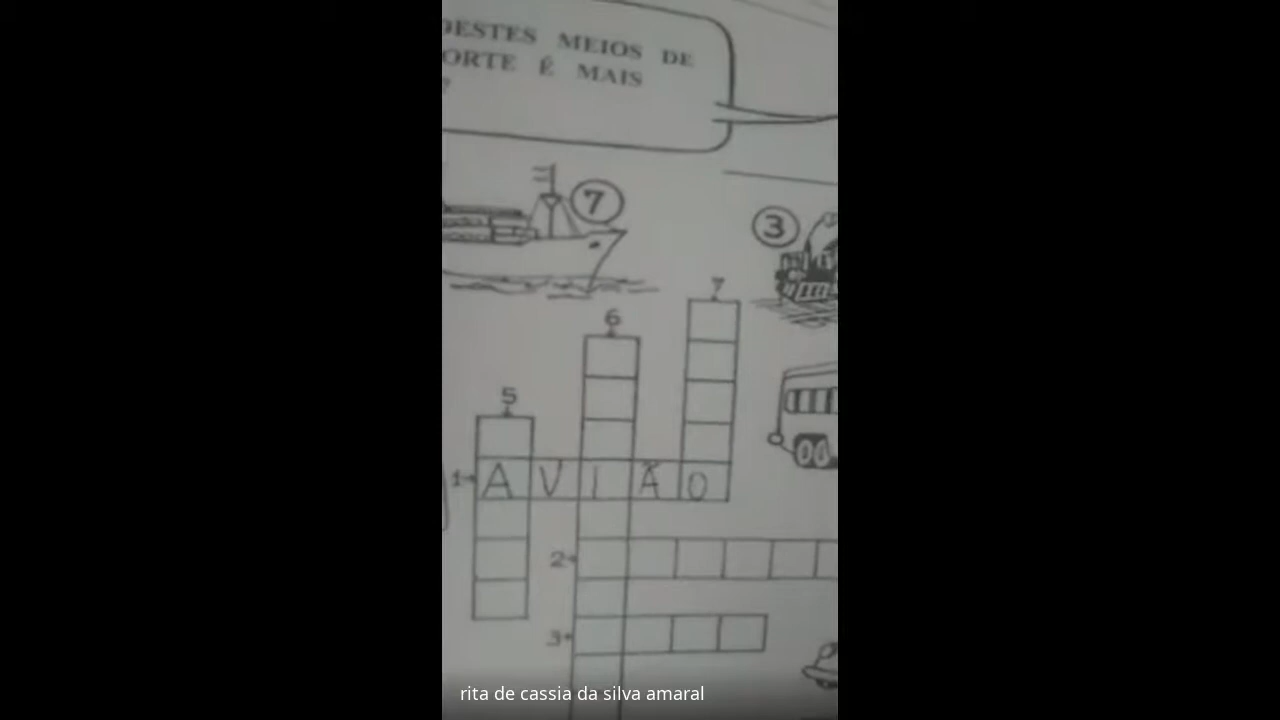 DESTES MEIOS DE
ORTE É MAIS
?
7
3
7
6
5
1 A V I Ã O
2
3
rita de cassia da silva amaral